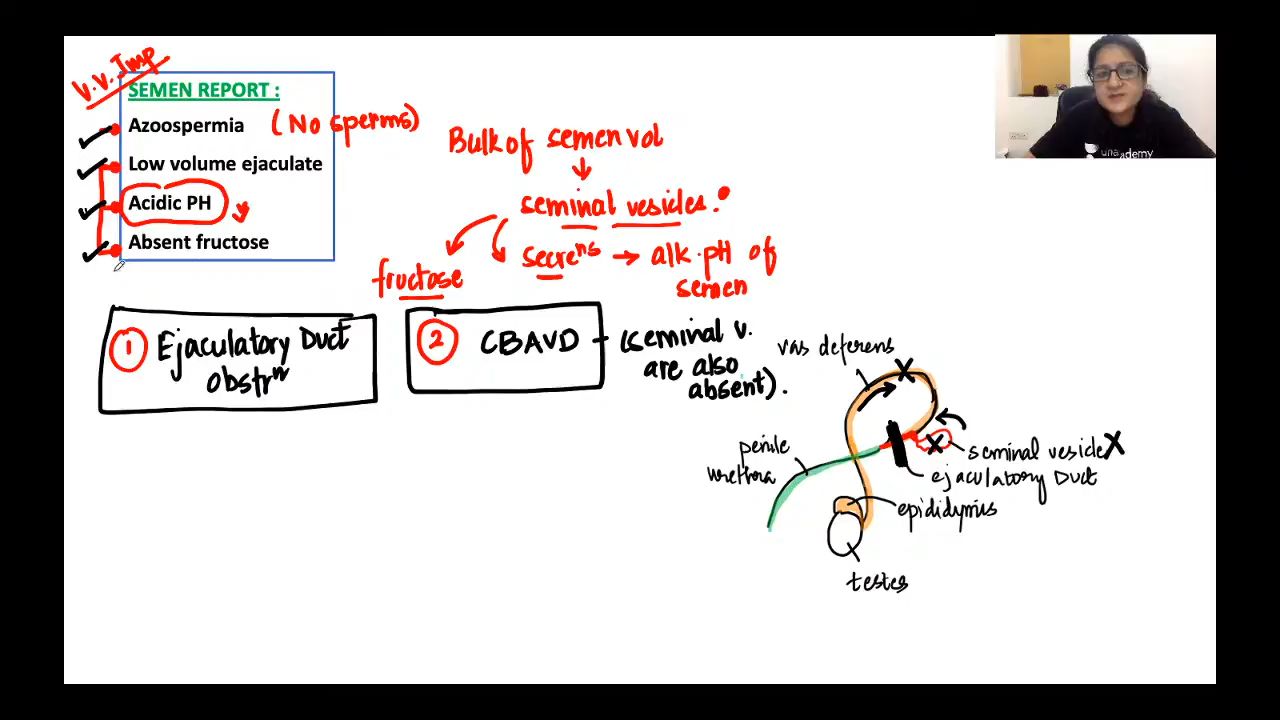 V.V. Imp
SEMEN REPORT :
Azoospermia (No sperms)
Low volume ejaculate
Acidic PH
Absent fructose
Bulk of semen vol
seminal vesicles.
fructose
secreⁿˢ → alk. pH of
semen
1 Ejaculatory Duct
obstrⁿ
2 CBAVD
(seminal v.
are also
absent).
vas deferens
penile
urethra
seminal vesicle X
ejaculatory Duct
epididymis
testes
unacademy